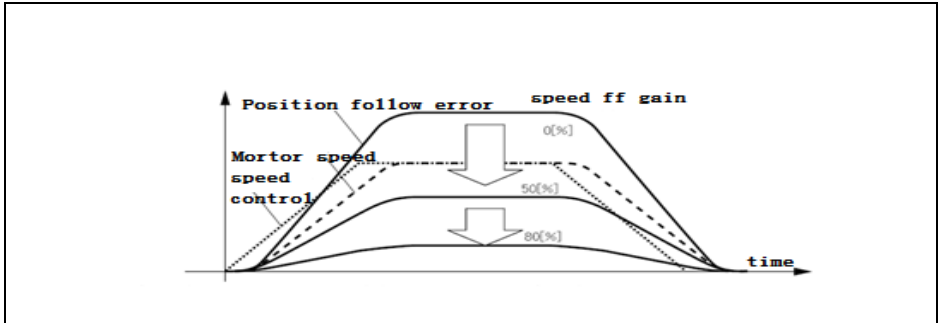 Position follow error
speed ff gain
0[%]
Mortor speed
speed
control
50[%]
80[%]
time